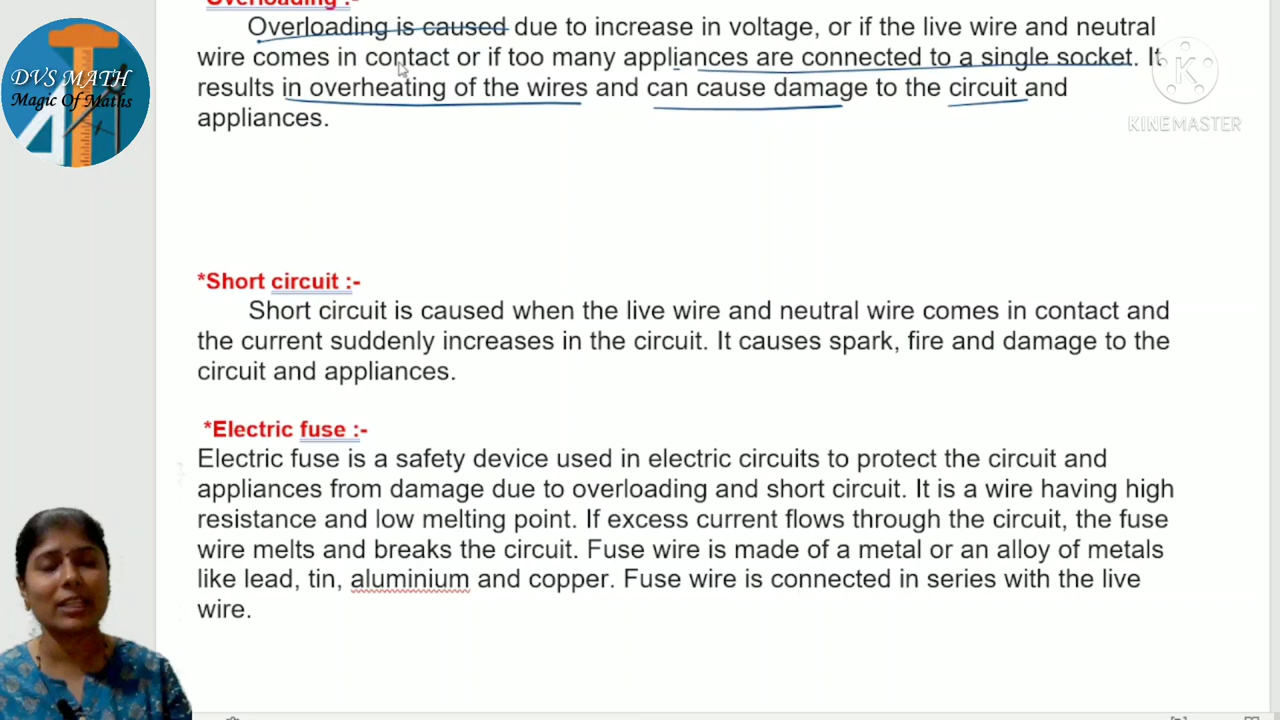 Overloading :-
Overloading is caused due to increase in voltage, or if the live wire and neutral
wire comes in contact or if too many appliances are connected to a single socket. It
results in overheating of the wires and can cause damage to the circuit and
appliances.
DVS MATH
Magic Of Maths
KINEMASTER
*Short circuit :-
Short circuit is caused when the live wire and neutral wire comes in contact and
the current suddenly increases in the circuit. It causes spark, fire and damage to the
circuit and appliances.
*Electric fuse :-
Electric fuse is a safety device used in electric circuits to protect the circuit and
appliances from damage due to overloading and short circuit. It is a wire having high
resistance and low melting point. If excess current flows through the circuit, the fuse
wire melts and breaks the circuit. Fuse wire is made of a metal or an alloy of metals
like lead, tin, aluminium and copper. Fuse wire is connected in series with the live
wire.